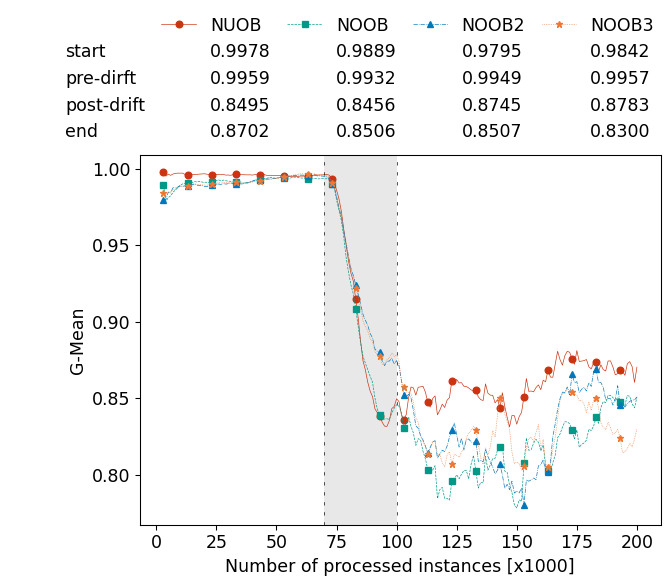 NUOB NOOB NOOB2 NOOB3
start 0.9978 0.9889 0.9795 0.9842
pre-dirft 0.9959 0.9932 0.9949 0.9957
post-drift 0.8495 0.8456 0.8745 0.8783
end 0.8702 0.8506 0.8507 0.8300
1.00
0.95
0.90
0.85
0.80
G-Mean
0 25 50 75 100 125 150 175 200
Number of processed instances [x1000]